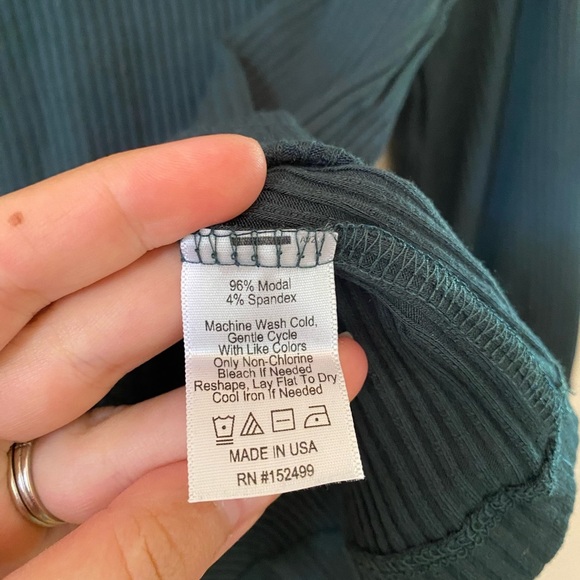 96% Modal
4% Spandex
Machine Wash Cold,
Gentle Cycle
With Like Colors
Only Non-Chlorine
Bleach If Needed
Reshape, Lay Flat To Dry
Cool Iron If Needed
MADE IN USA
RN #152499